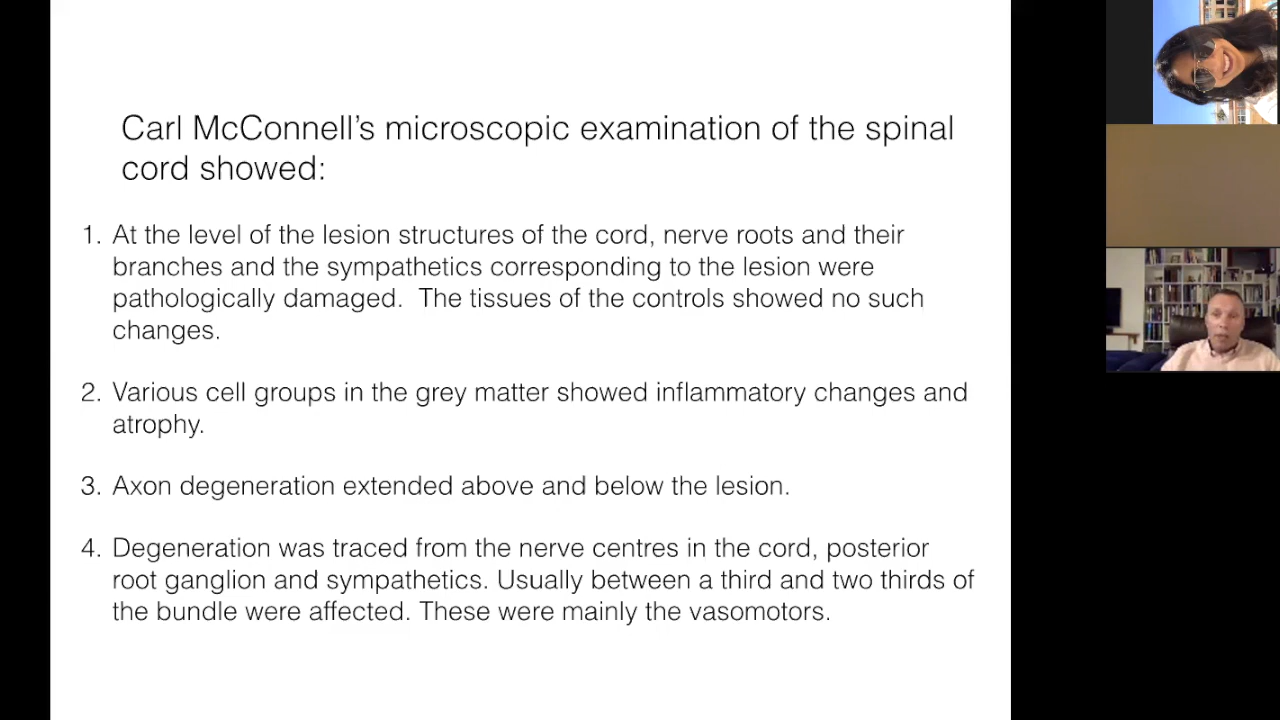 Carl McConnell’s microscopic examination of the spinal
cord showed:
1. At the level of the lesion structures of the cord, nerve roots and their
branches and the sympathetics corresponding to the lesion were
pathologically damaged.  The tissues of the controls showed no such
changes.
2. Various cell groups in the grey matter showed inflammatory changes and
atrophy.
3. Axon degeneration extended above and below the lesion.
4. Degeneration was traced from the nerve centres in the cord, posterior
root ganglion and sympathetics. Usually between a third and two thirds of
the bundle were affected. These were mainly the vasomotors.